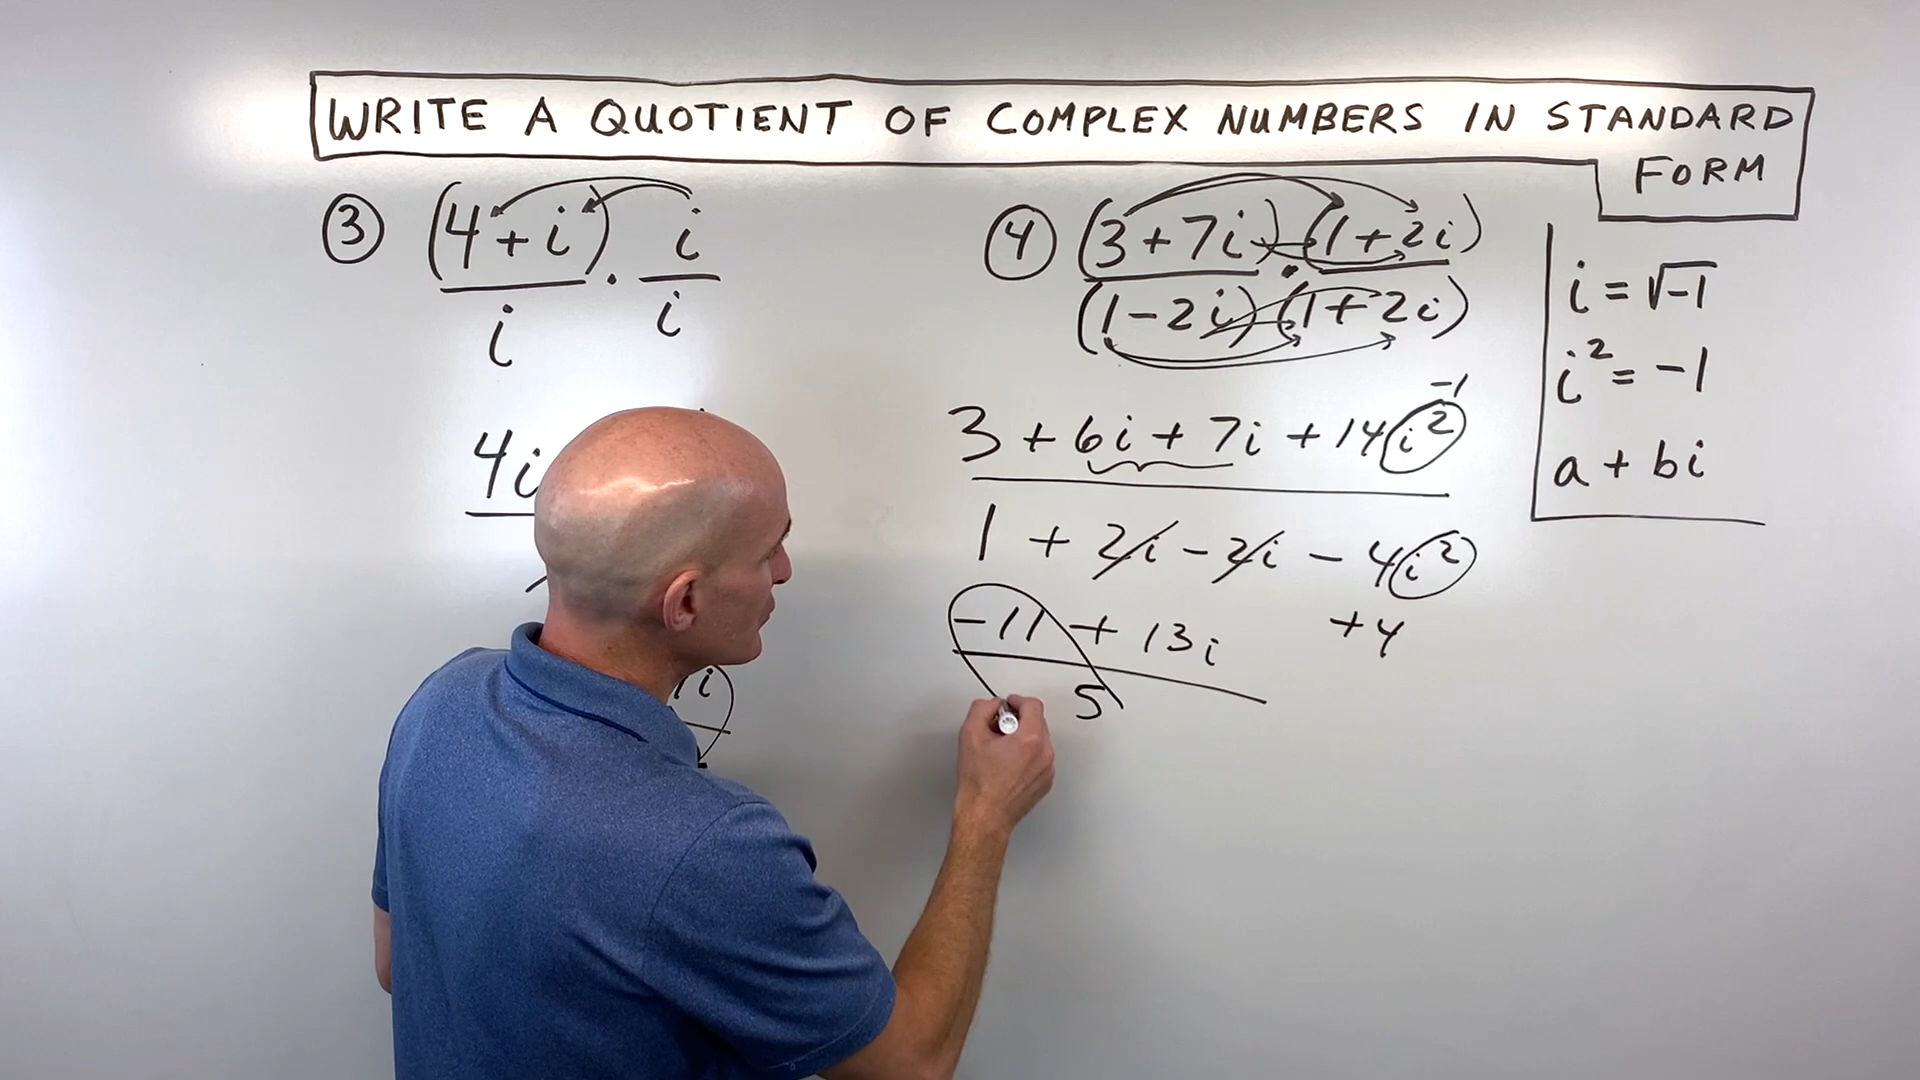 WRITE A QUOTIENT OF COMPLEX NUMBERS IN STANDARD
FORM
③ (4+i) · i
i i
4i
④ (3+7i) · (1+2i)
(1-2i) (1+2i)
-1
3 + 6i + 7i + 14i²
1 + 2i - 2i - 4i²
+4
-11 + 13i
5
i = √-1
i² = -1
a + bi